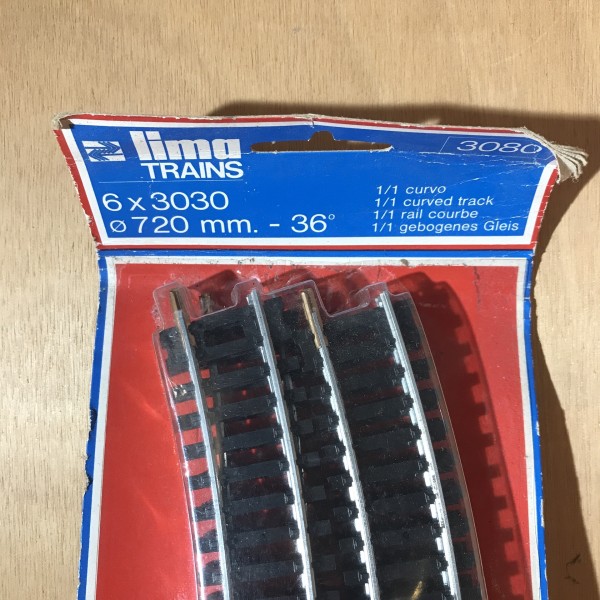 lima
TRAINS
3080
6 x 3030
ø 720 mm. - 36°
1/1 curvo
1/1 curved track
1/1 rail courbe
1/1 gebogenes Gleis